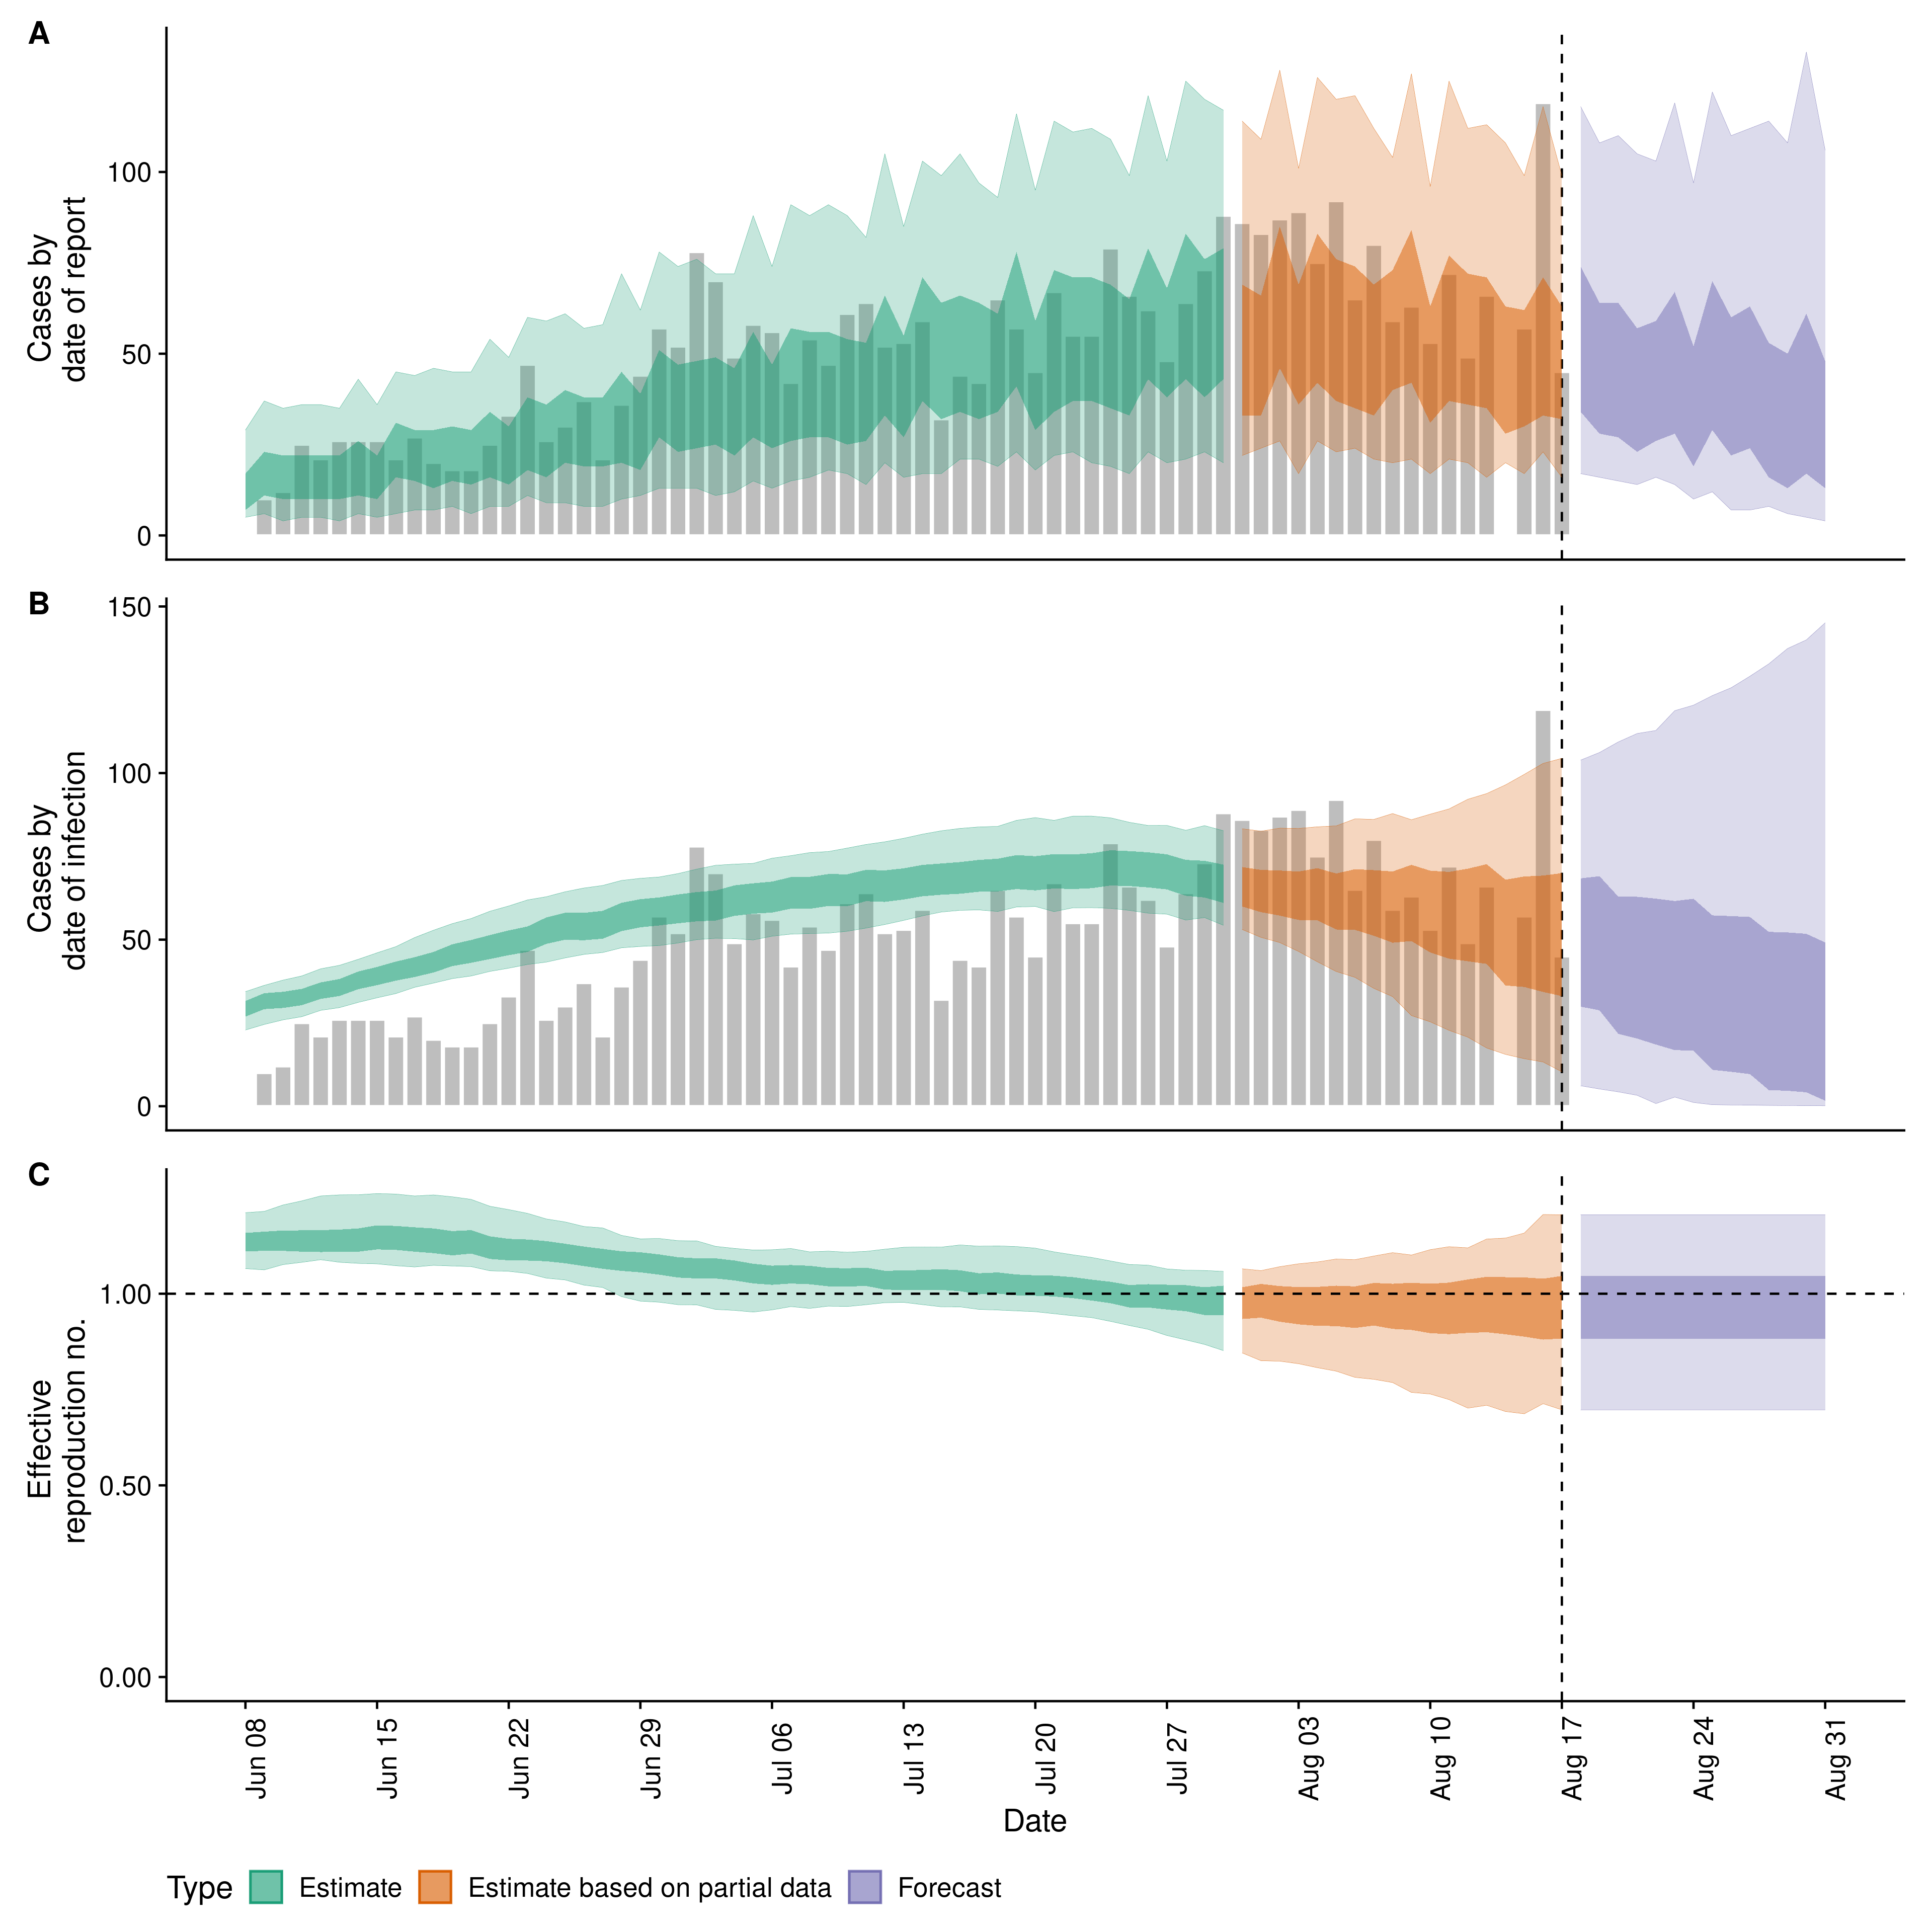 A
Cases by
date of report
100
50
0
B
Cases by
date of infection
150
100
50
0
C
Effective
reproduction no.
1.00
0.50
0.00
Jun 08
Jun 15
Jun 22
Jun 29
Jul 06
Jul 13
Jul 20
Jul 27
Aug 03
Aug 10
Aug 17
Aug 24
Aug 31
Date
Type Estimate Estimate based on partial data Forecast